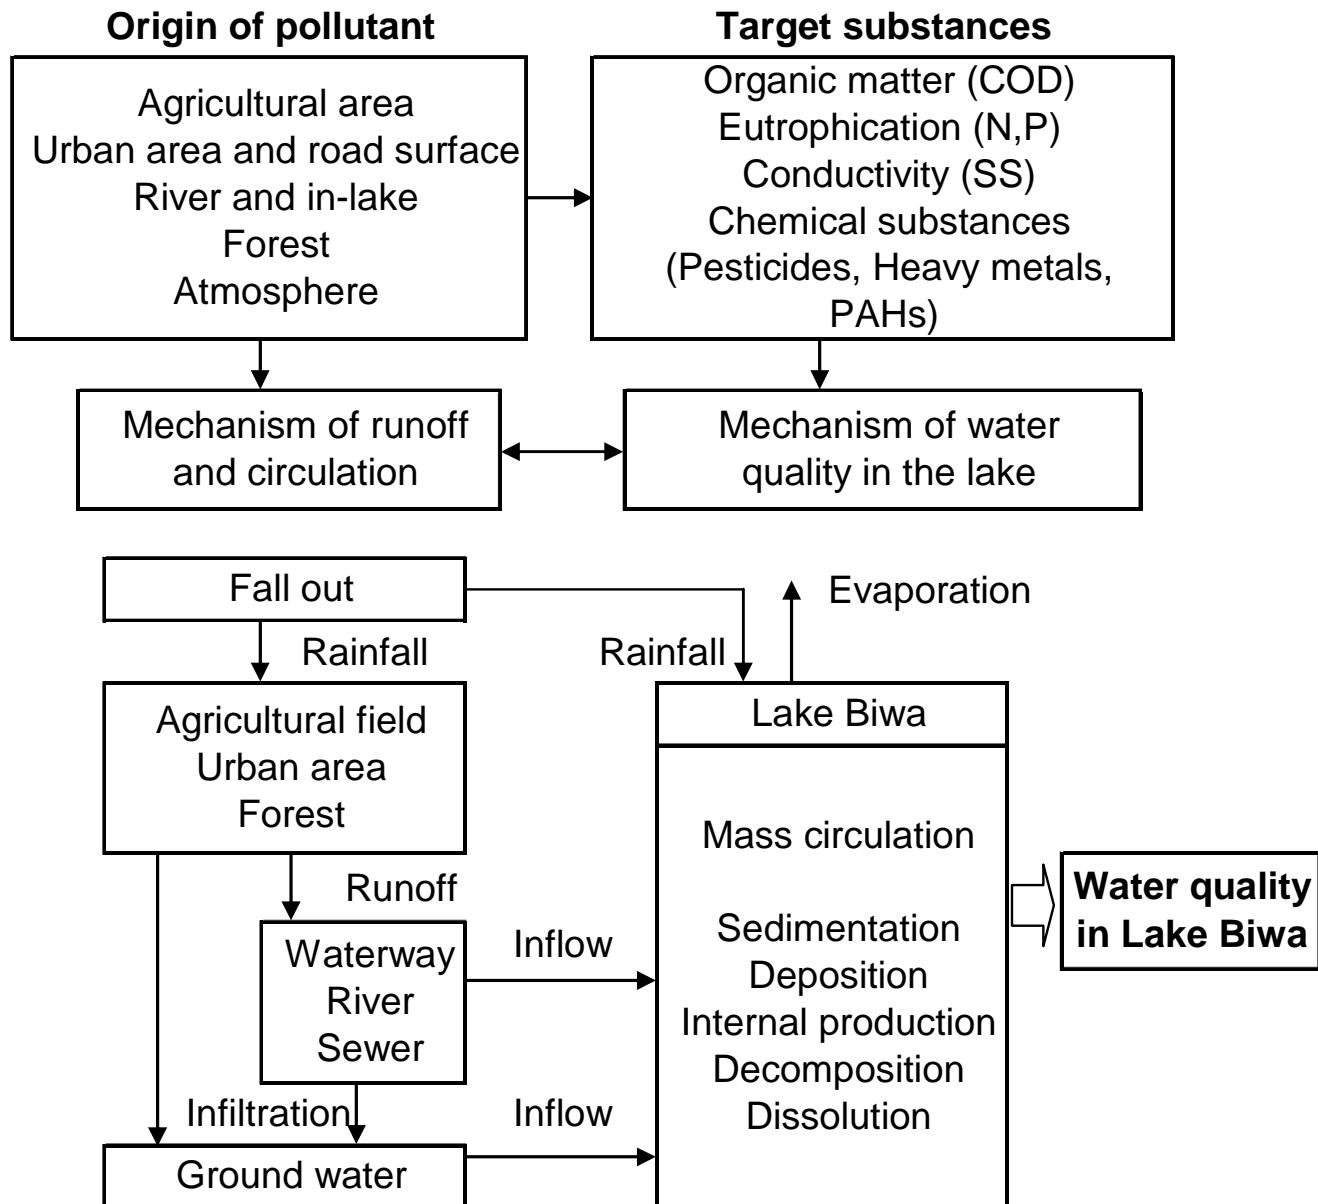 Origin of pollutant
Agricultural area
Urban area and road surface
River and in-lake
Forest
Atmosphere
Target substances
Organic matter (COD)
Eutrophication (N,P)
Conductivity (SS)
Chemical substances
(Pesticides, Heavy metals,
PAHs)
Mechanism of runoff
and circulation
Mechanism of water
quality in the lake
Fall out
Rainfall
Rainfall
Evaporation
Agricultural field
Urban area
Forest
Runoff
Waterway
River
Sewer
Inflow
Infiltration
Inflow
Ground water
Lake Biwa
Mass circulation
Sedimentation
Deposition
Internal production
Decomposition
Dissolution
Water quality
in Lake Biwa